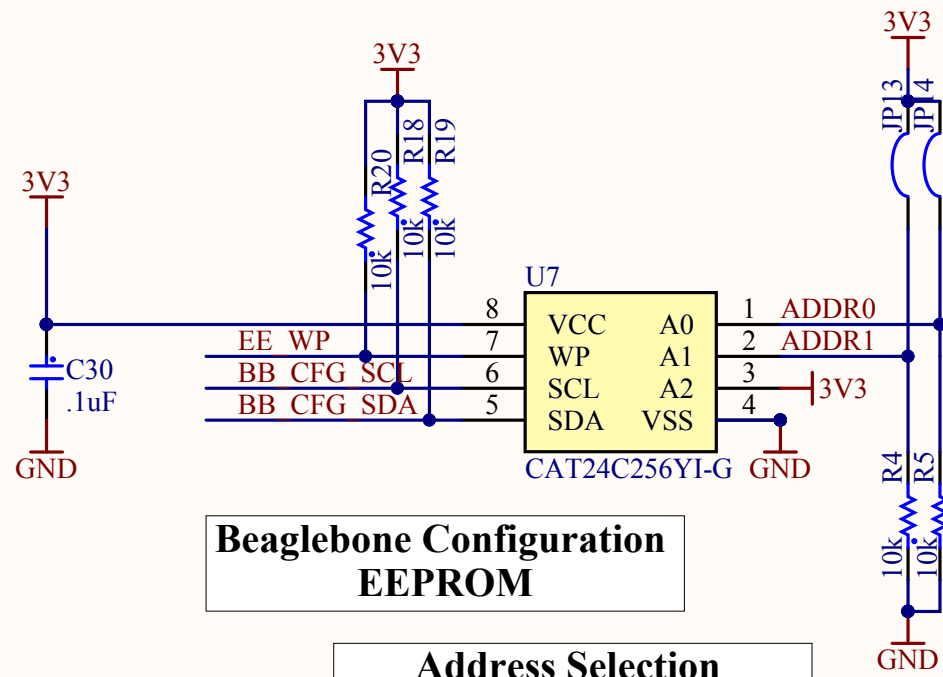 3V3
3V3
JP13
JP14
R20
R18
R19
3V3
10k
10k
10k
U7
8
VCC
A0
1
ADDR0
EE_WP
7
WP
A1
2
ADDR1
BB_CFG_SCL
6
SCL
A2
3
3V3
BB_CFG_SDA
5
SDA
VSS
4
C30
.1uF
GND
CAT24C256YI-G
GND
R4
R5
10k
10k
Beaglebone Configuration
EEPROM
GND
Address Selection